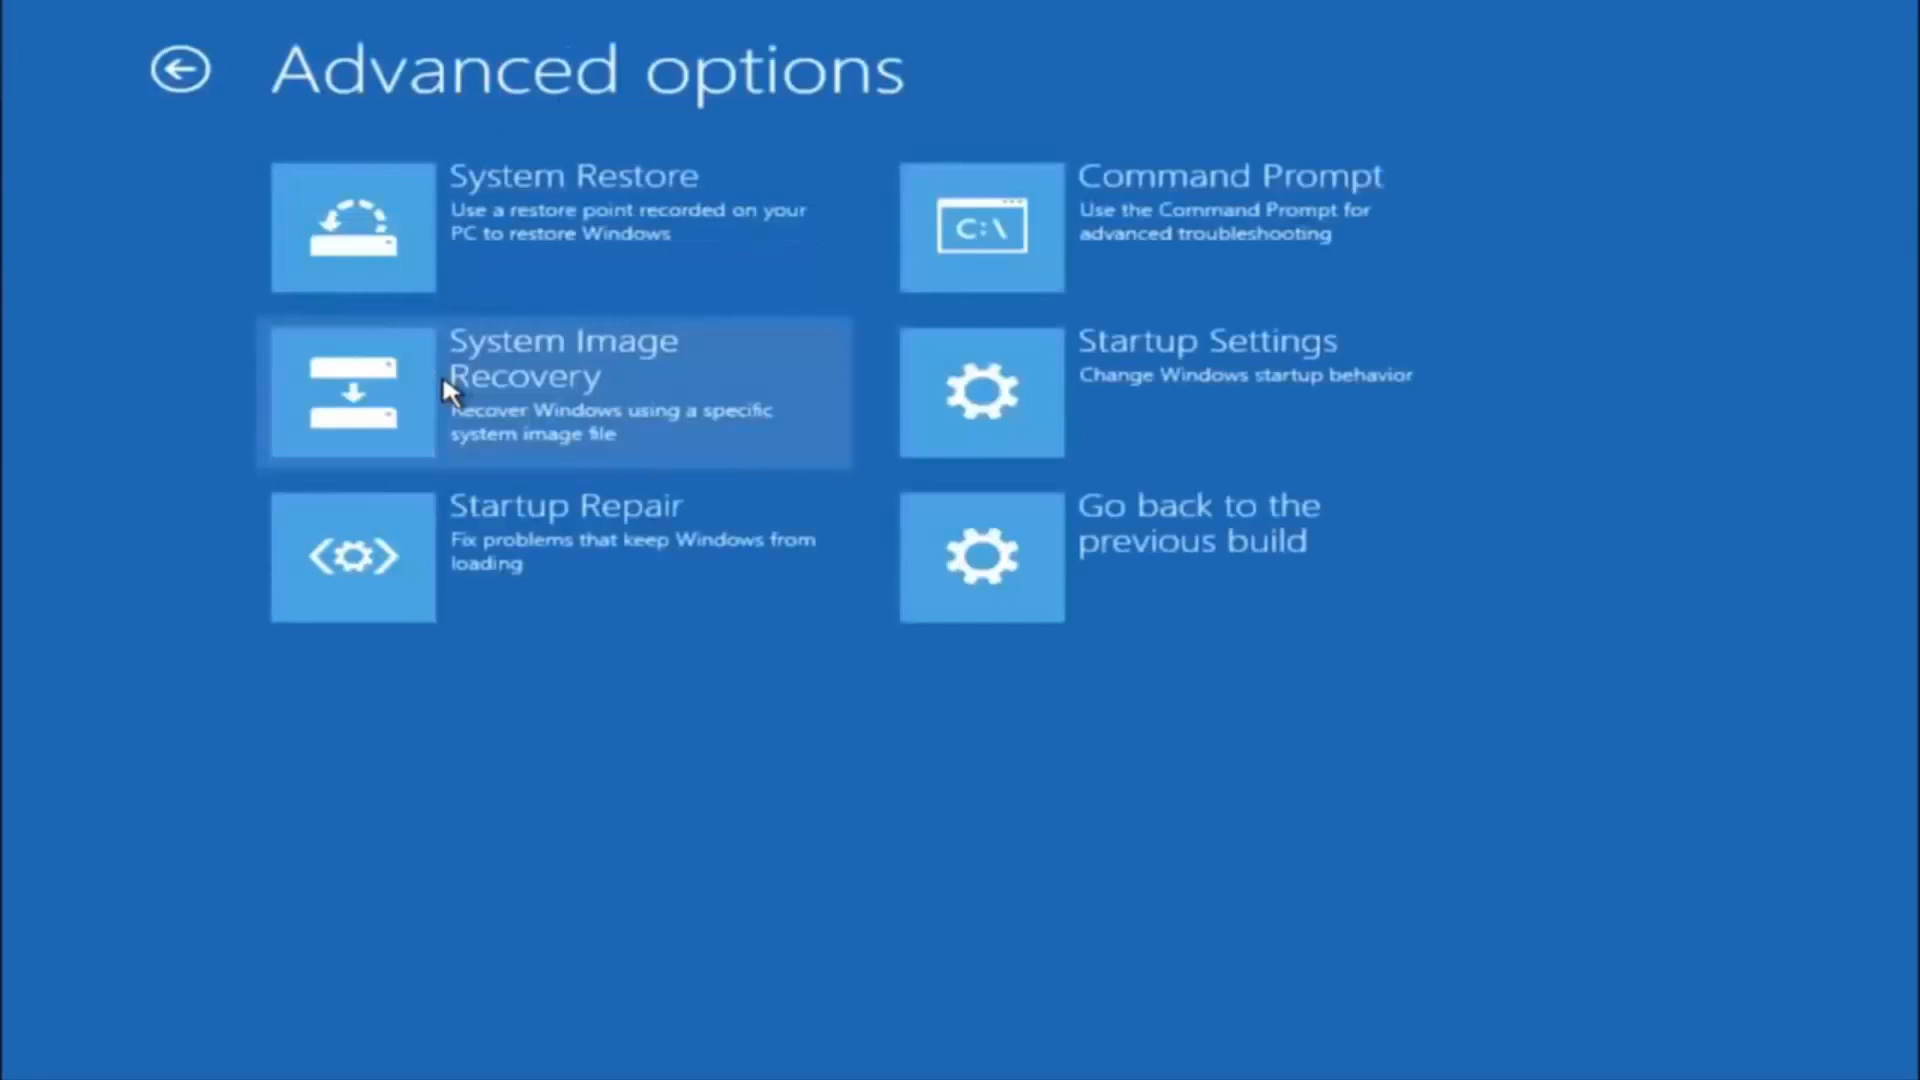 Advanced options
System Restore
Use a restore point recorded on your
PC to restore Windows
Command Prompt
Use the Command Prompt for
advanced troubleshooting
C:\
System Image
Recovery
Recover Windows using a specific
system image file
Startup Settings
Change Windows startup behavior
Startup Repair
Fix problems that keep Windows from
loading
Go back to the
previous build